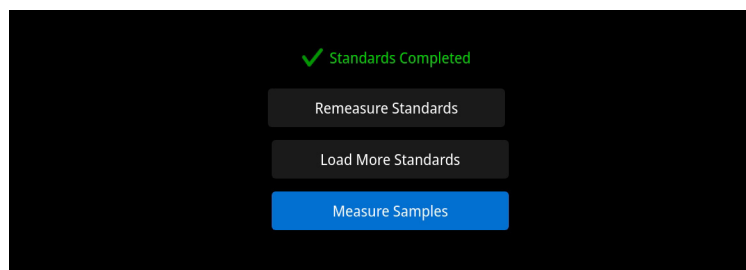 Standards Completed
Remeasure Standards
Load More Standards
Measure Samples